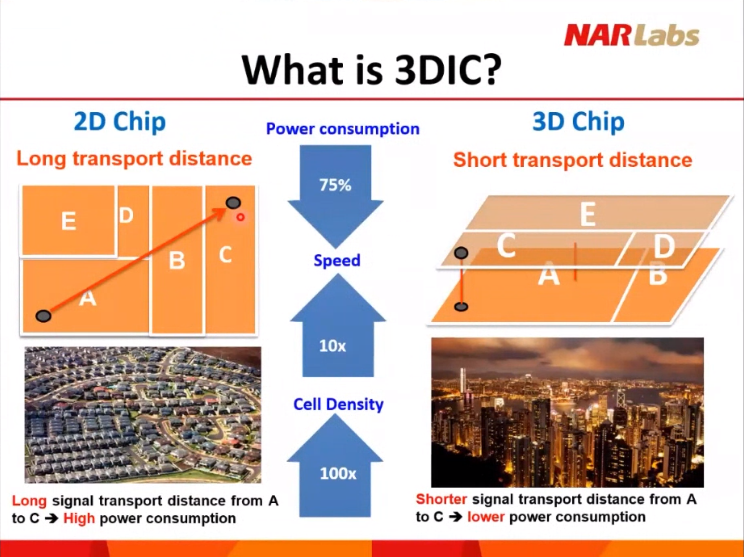 NARLabs
What is 3DIC?
2D Chip
Long transport distance
E
D
B
C
A
Long signal transport distance from A
to C ➔ High power consumption
Power consumption
75%
Speed
10x
Cell Density
100x
3D Chip
Short transport distance
E
C
D
A
B
Shorter signal transport distance from A
to C ➔ lower power consumption